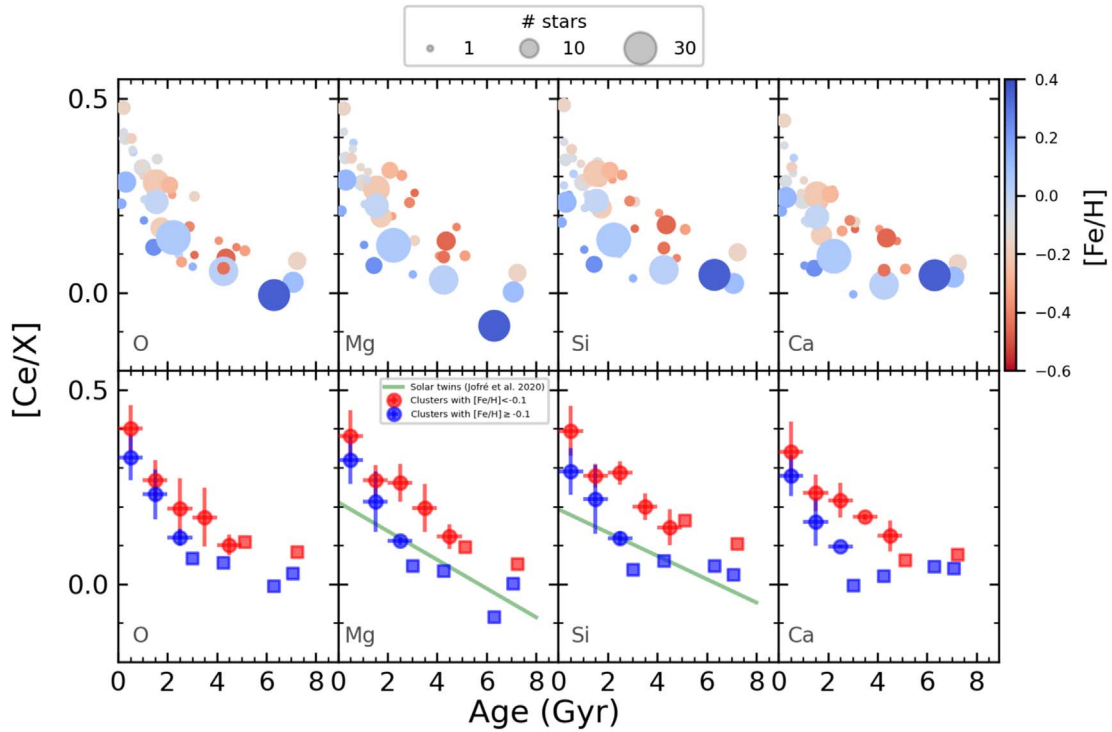 # stars
1 10 30
0.5
0.0
O Mg Si Ca
0.4
0.2
0.0
−0.2
−0.4
−0.6
[Fe/H]
[Ce/X]
Solar twins (Jofré et al. 2020)
Clusters with [Fe/H]<-0.1
Clusters with [Fe/H] ≥ -0.1
0.5
0.0
O Mg Si Ca
0 2 4 6 8 0 2 4 6 8 0 2 4 6 8 0 2 4 6 8
Age (Gyr)